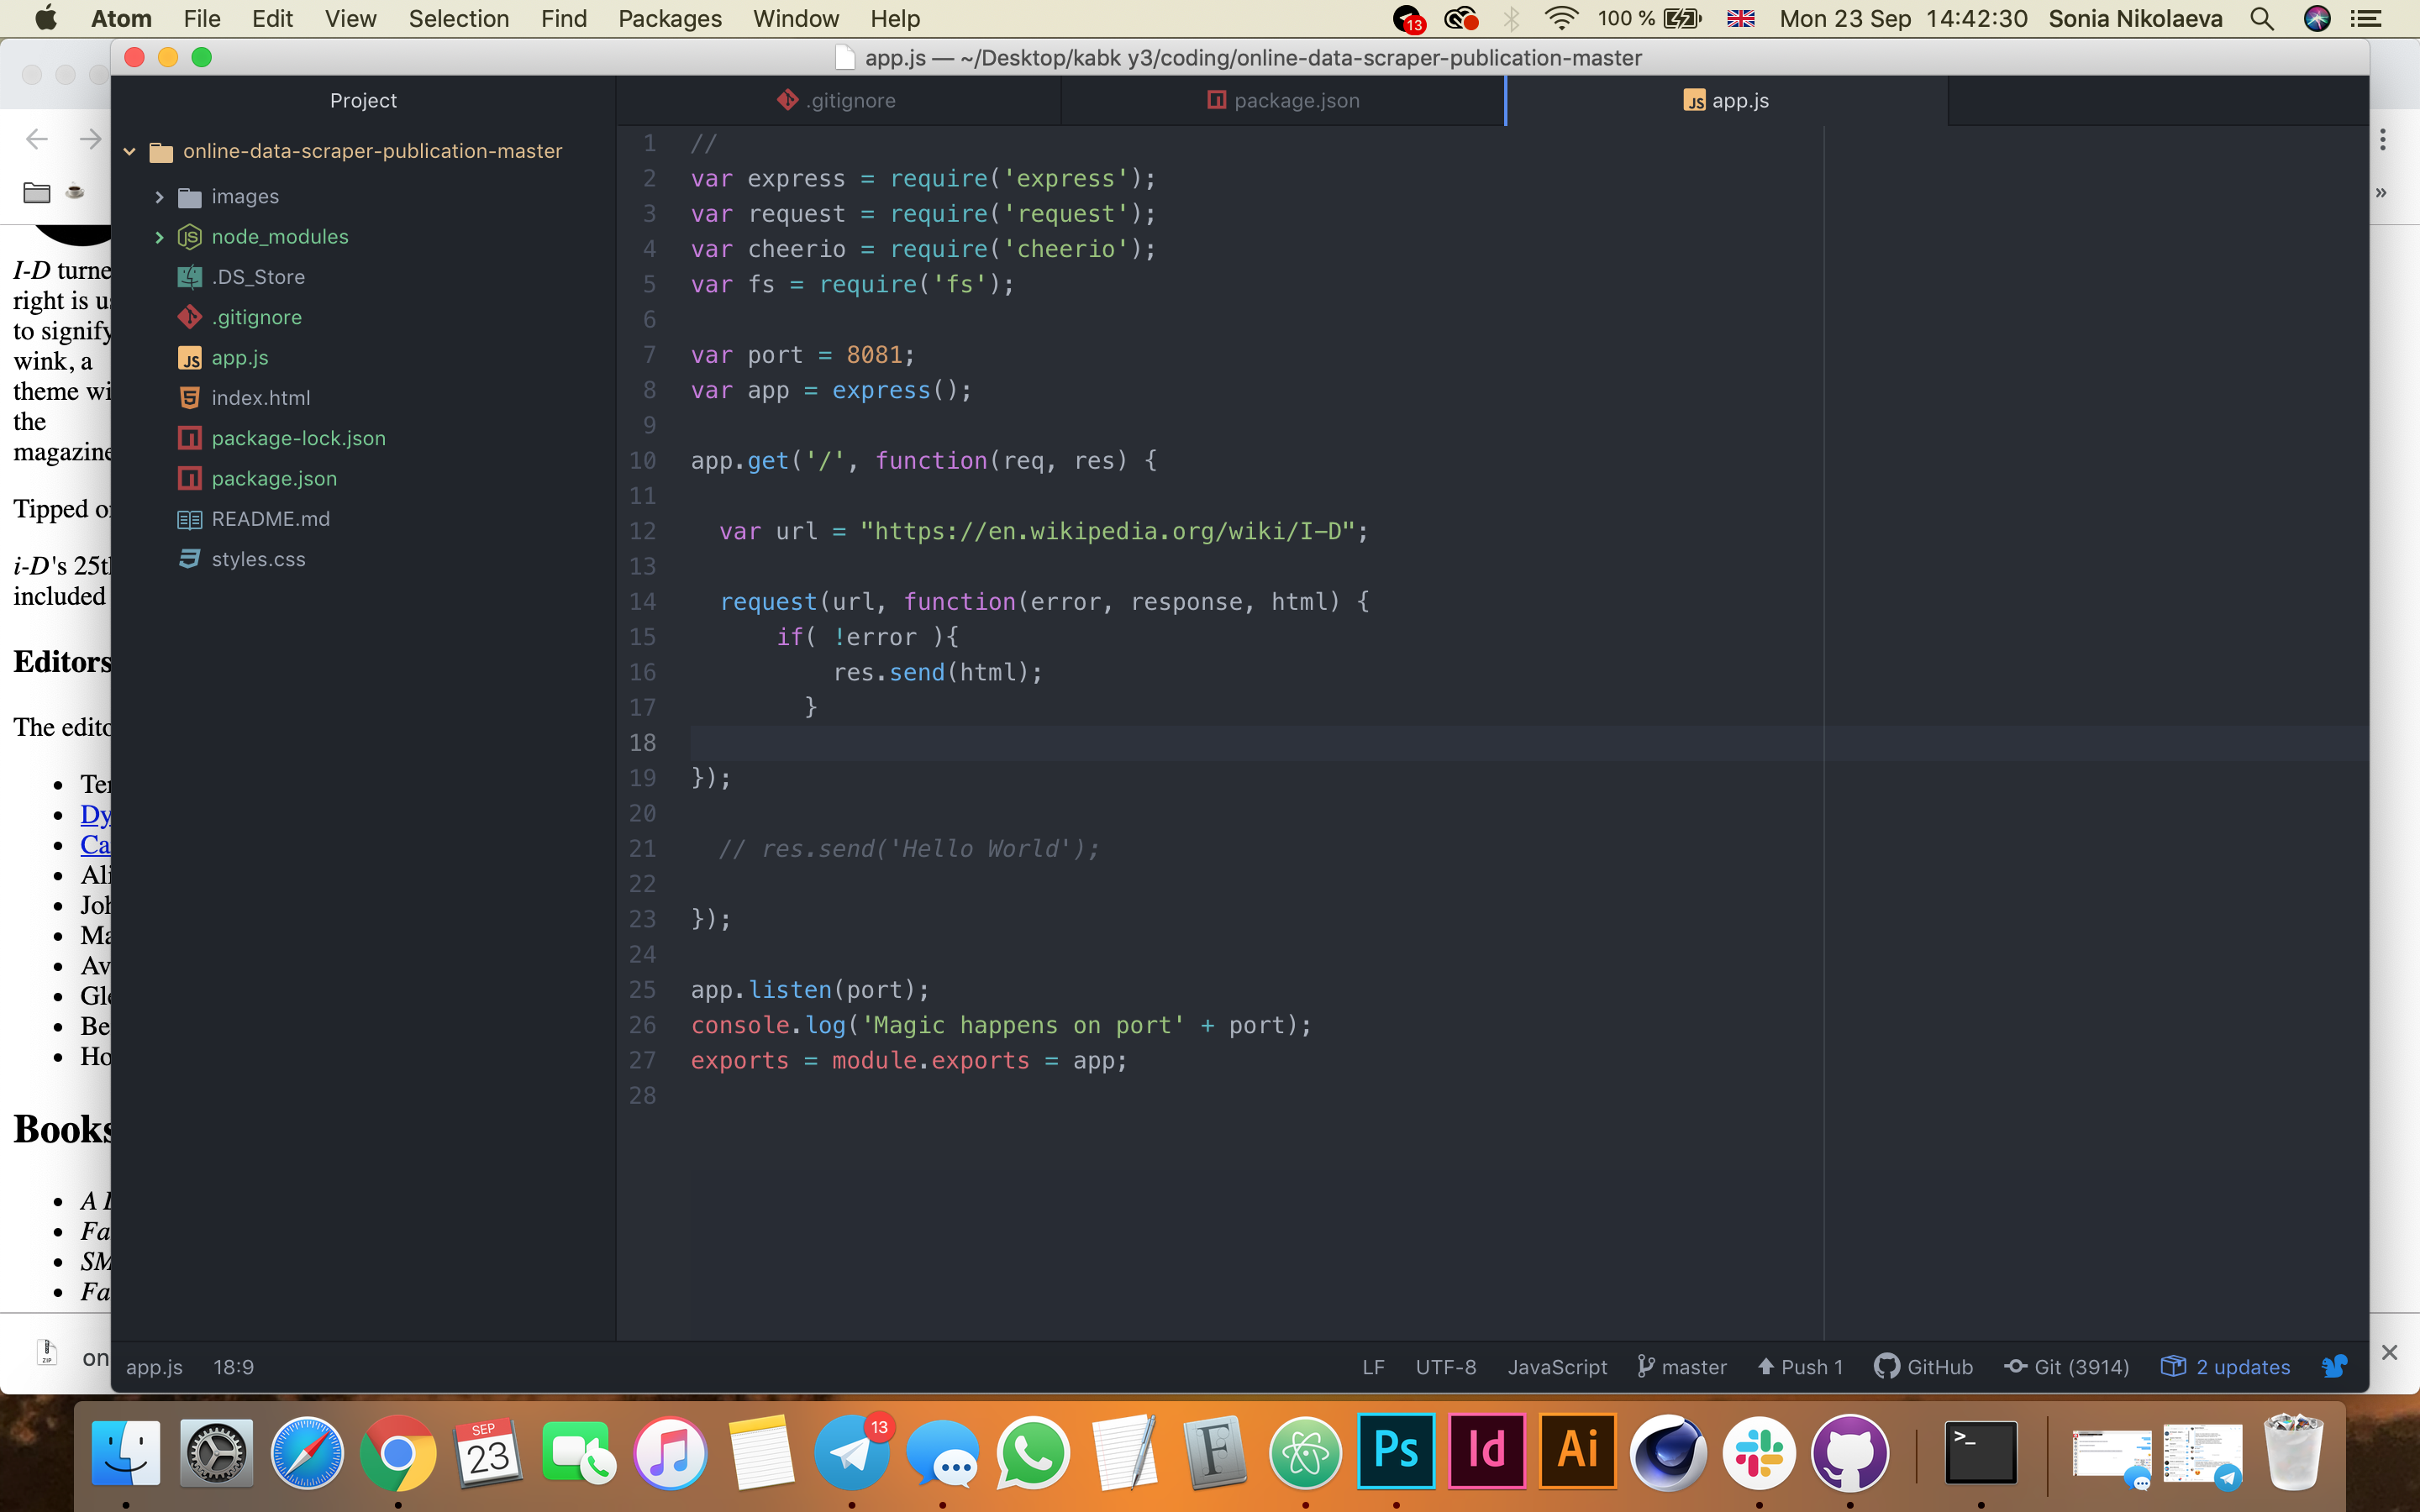 Atom File Edit View Selection Find Packages Window Help 13 100 % Mon 23 Sep 14:42:30 Sonia Nikolaeva
app.js — ~/Desktop/kabk y3/coding/online-data-scraper-publication-master
Project
.gitignore
package.json
app.js
online-data-scraper-publication-master
images
node_modules
.DS_Store
.gitignore
app.js
index.html
package-lock.json
package.json
README.md
styles.css
1 //
2 var express = require('express');
3 var request = require('request');
4 var cheerio = require('cheerio');
5 var fs = require('fs');
6
7 var port = 8081;
8 var app = express();
9
10 app.get('/', function(req, res) {
11
12 var url = "https://en.wikipedia.org/wiki/I-D";
13
14 request(url, function(error, response, html) {
15 if( !error ){
16 res.send(html);
17 }
18
19 });
20
21 // res.send('Hello World');
22
23 });
24
25 app.listen(port);
26 console.log('Magic happens on port' + port);
27 exports = module.exports = app;
28
I-D turne
right is u
to signify
wink, a
theme wi
the
magazine
Tipped o
i-D's 25t
included
Editors
The edito
Ter
Dy
Ca
Ali
Joh
Ma
Av
Gle
Be
Ho
Books
A
Fa
SM
Fa
ZIP on
app.js 18:9 LF UTF-8 JavaScript master Push 1 GitHub Git (3914) 2 updates
SEP
23
13
F
Ps
Id
Ai
>_